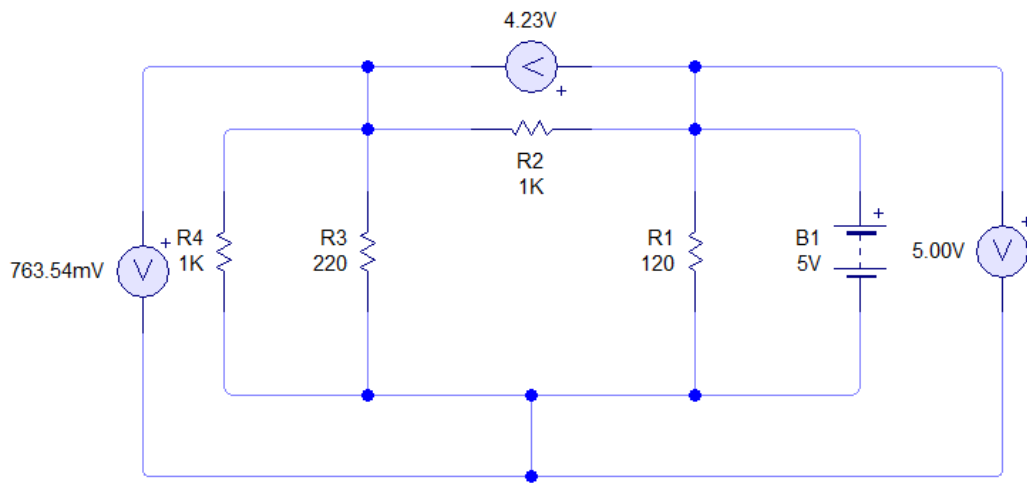 4.23V
+
R2
1K
+
763.54mV
R4
1K
R3
220
R1
120
+
B1
5V
+
5.00V